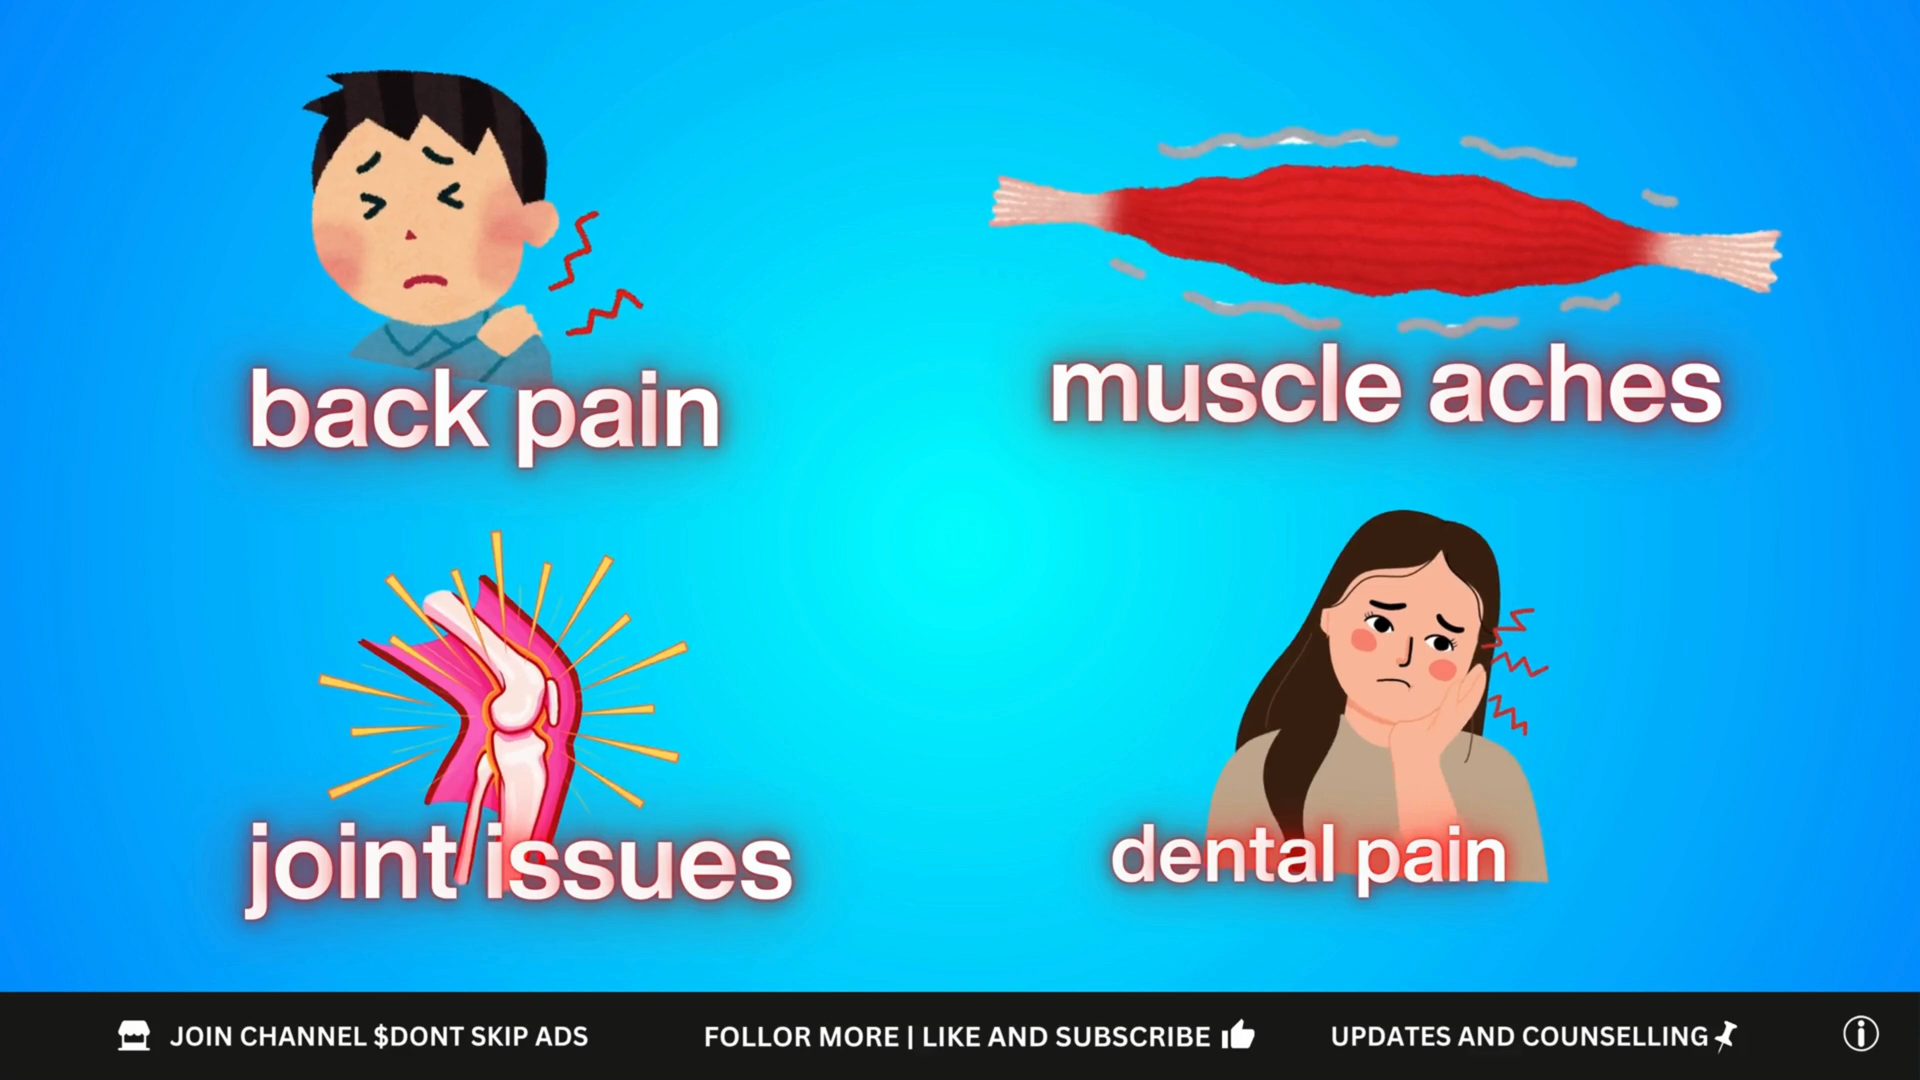 back pain
muscle aches
joint issues
dental pain
JOIN CHANNEL $DONT SKIP ADS
FOLLOR MORE | LIKE AND SUBSCRIBE
UPDATES AND COUNSELLING